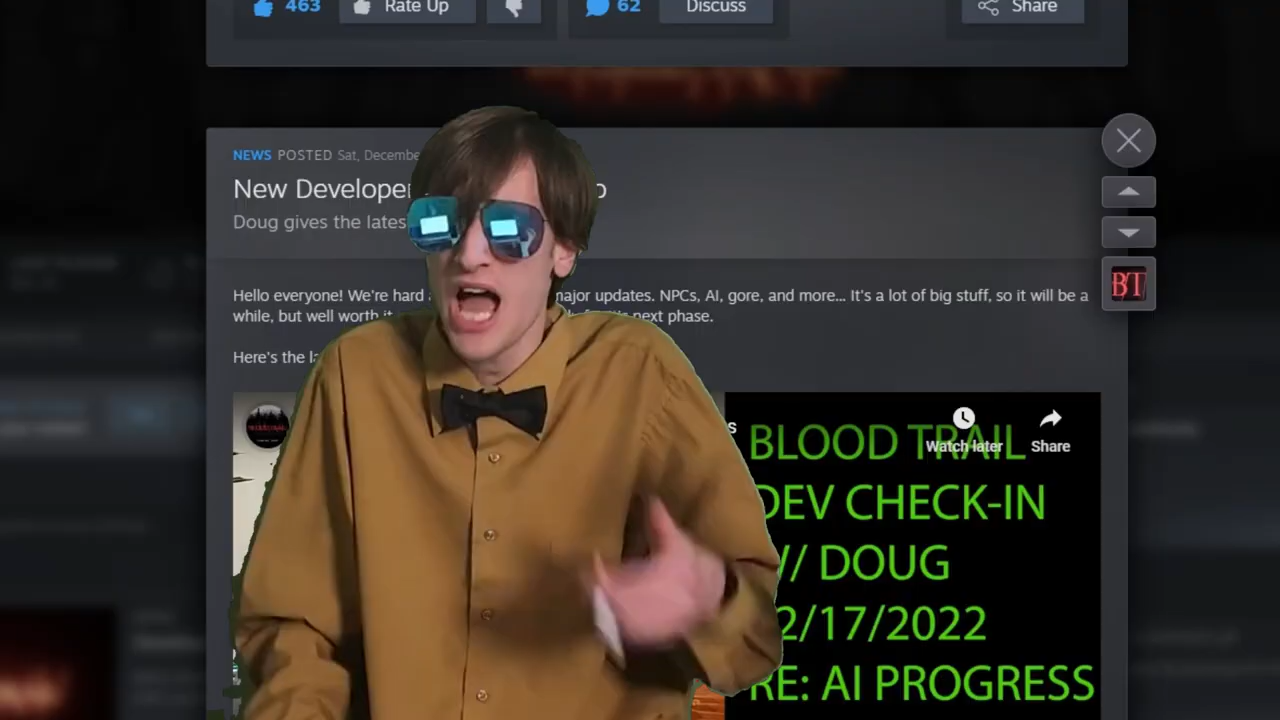 463 Rate Up 62 Discuss Share
NEWS POSTED Sat, Decembe
New Develope
Doug gives the lates
Hello everyone! We're hard major updates. NPCs, AI, gore, and more... It's a lot of big stuff, so it will be a
while, but well worth it next phase.
Here's the la
BT
Watch later Share
BLOOD TRAIL
DEV CHECK-IN
// DOUG
2/17/2022
RE: AI PROGRESS